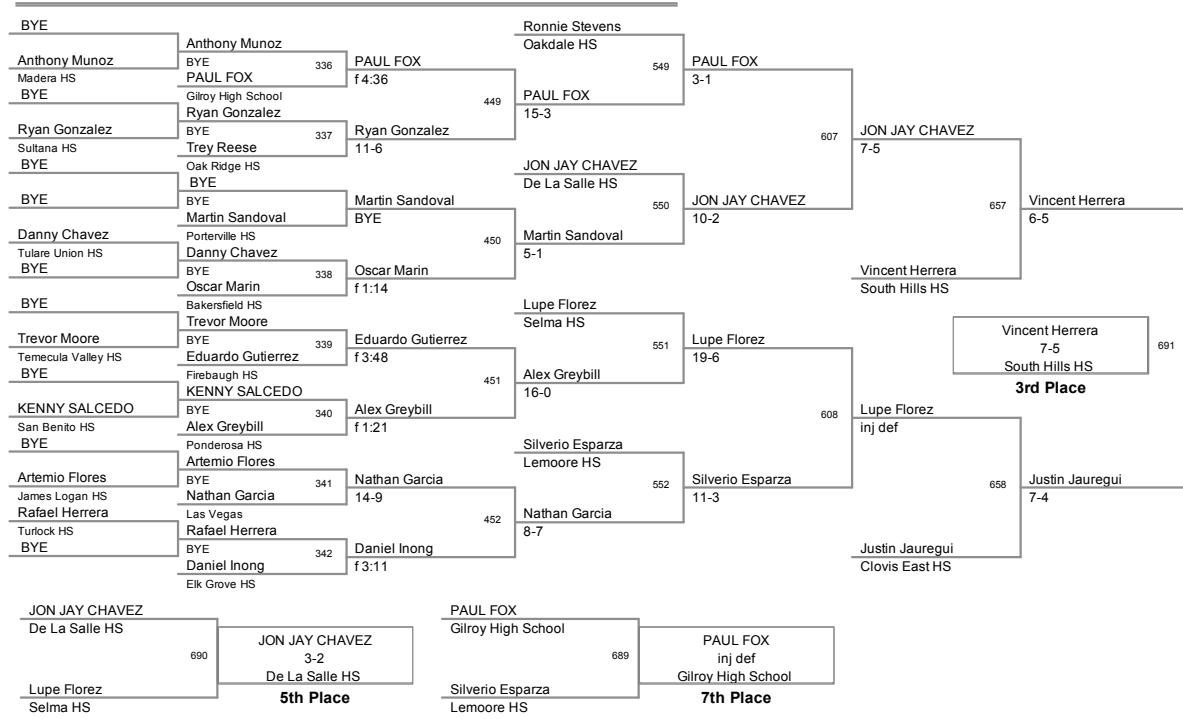 BYE
Anthony Munoz
Madera HS
BYE
Ryan Gonzalez
Sultana HS
BYE
BYE
Danny Chavez
Tulare Union HS
BYE
BYE
Trevor Moore
Temecula Valley HS
BYE
KENNY SALCEDO
San Benito HS
BYE
Artemio Flores
James Logan HS
Rafael Herrera
Turlock HS
BYE
Anthony Munoz
BYE
336
PAUL FOX
Gilroy High School
Ryan Gonzalez
BYE
337
Trey Reese
Oak Ridge HS
BYE
BYE
Martin Sandoval
Porterville HS
Danny Chavez
BYE
338
Oscar Marin
Bakersfield HS
Trevor Moore
BYE
339
Eduardo Gutierrez
Firebaugh HS
KENNY SALCEDO
BYE
340
Alex Greybill
Ponderosa HS
Artemio Flores
BYE
341
Nathan Garcia
Las Vegas
Rafael Herrera
BYE
342
Daniel Inong
Elk Grove HS
PAUL FOX
f 4:36
449
Ryan Gonzalez
11-6
Martin Sandoval
BYE
450
Oscar Marin
f 1:14
Eduardo Gutierrez
f 3:48
451
Alex Greybill
f 1:21
Nathan Garcia
14-9
452
Daniel Inong
f 3:11
Ronnie Stevens
Oakdale HS
549
PAUL FOX
15-3
JON JAY CHAVEZ
De La Salle HS
550
Martin Sandoval
5-1
Lupe Florez
Selma HS
551
Alex Greybill
16-0
Silverio Esparza
Lemoore HS
552
Nathan Garcia
8-7
PAUL FOX
3-1
607
JON JAY CHAVEZ
10-2
Lupe Florez
19-6
608
Silverio Esparza
11-3
JON JAY CHAVEZ
7-5
657
Vincent Herrera
South Hills HS
Lupe Florez
inj def
658
Justin Jauregui
Clovis East HS
Vincent Herrera
6-5
Vincent Herrera
7-5
South Hills HS
691
3rd Place
Justin Jauregui
7-4
JON JAY CHAVEZ
De La Salle HS
690
Lupe Florez
Selma HS
JON JAY CHAVEZ
3-2
De La Salle HS
5th Place
PAUL FOX
Gilroy High School
689
Silverio Esparza
Lemoore HS
PAUL FOX
inj def
Gilroy High School
7th Place